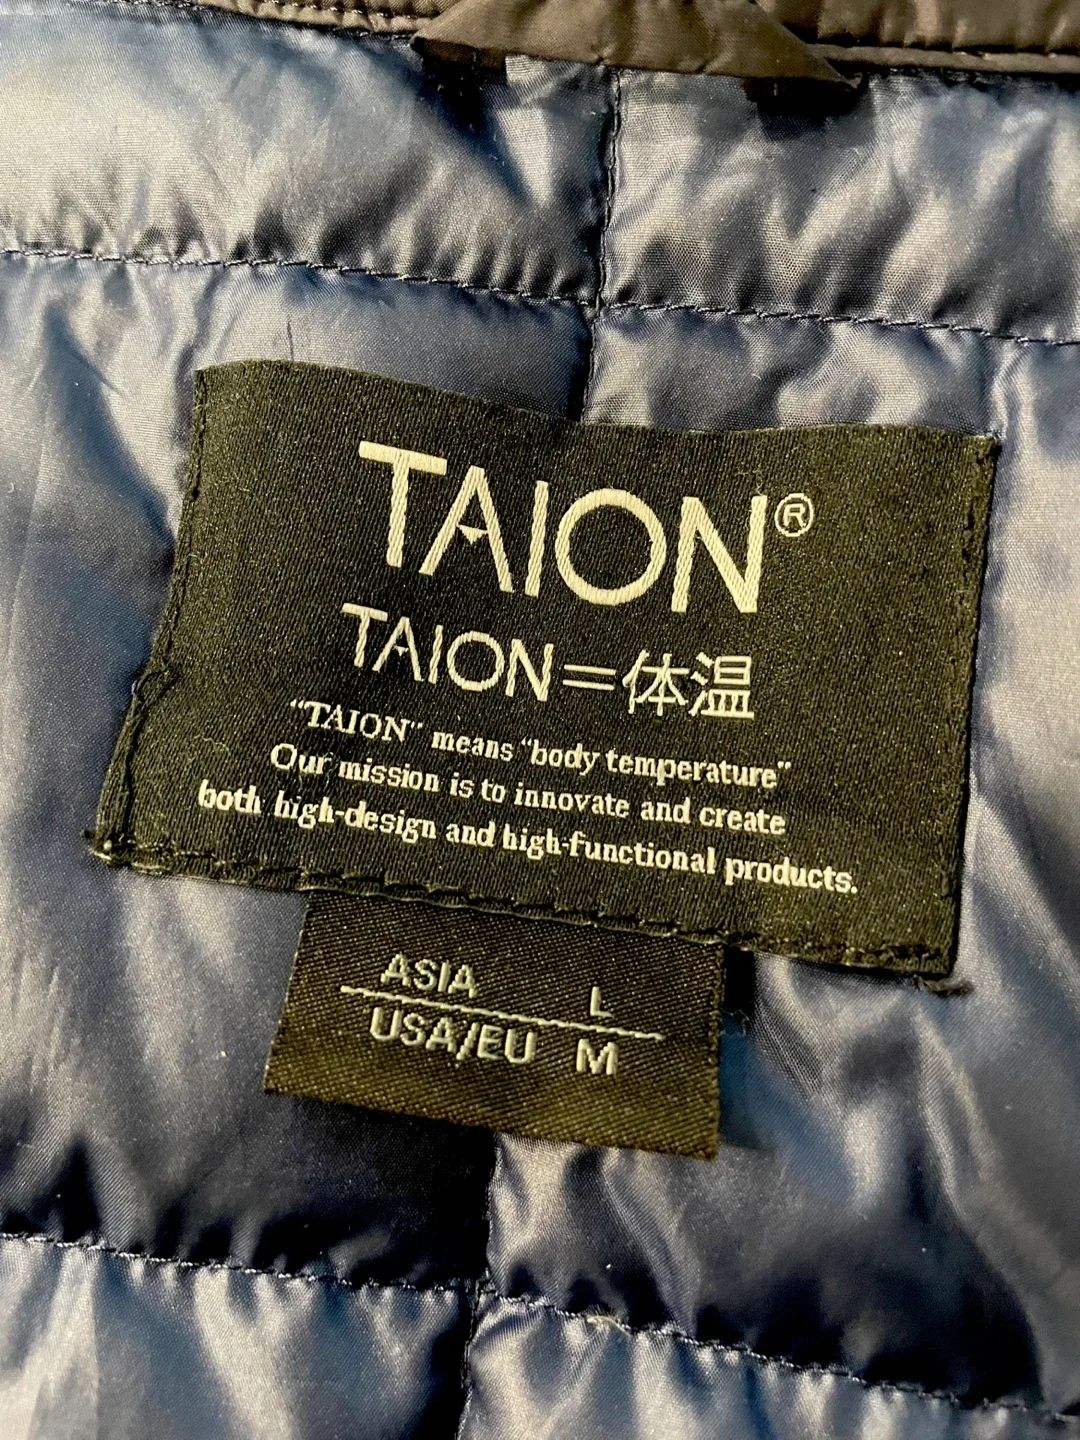 TAION®
TAION=体温
"TAION" means "body temperature"
Our mission is to innovate and create
both high-design and high-functional products.
ASIA L
USA/EU M